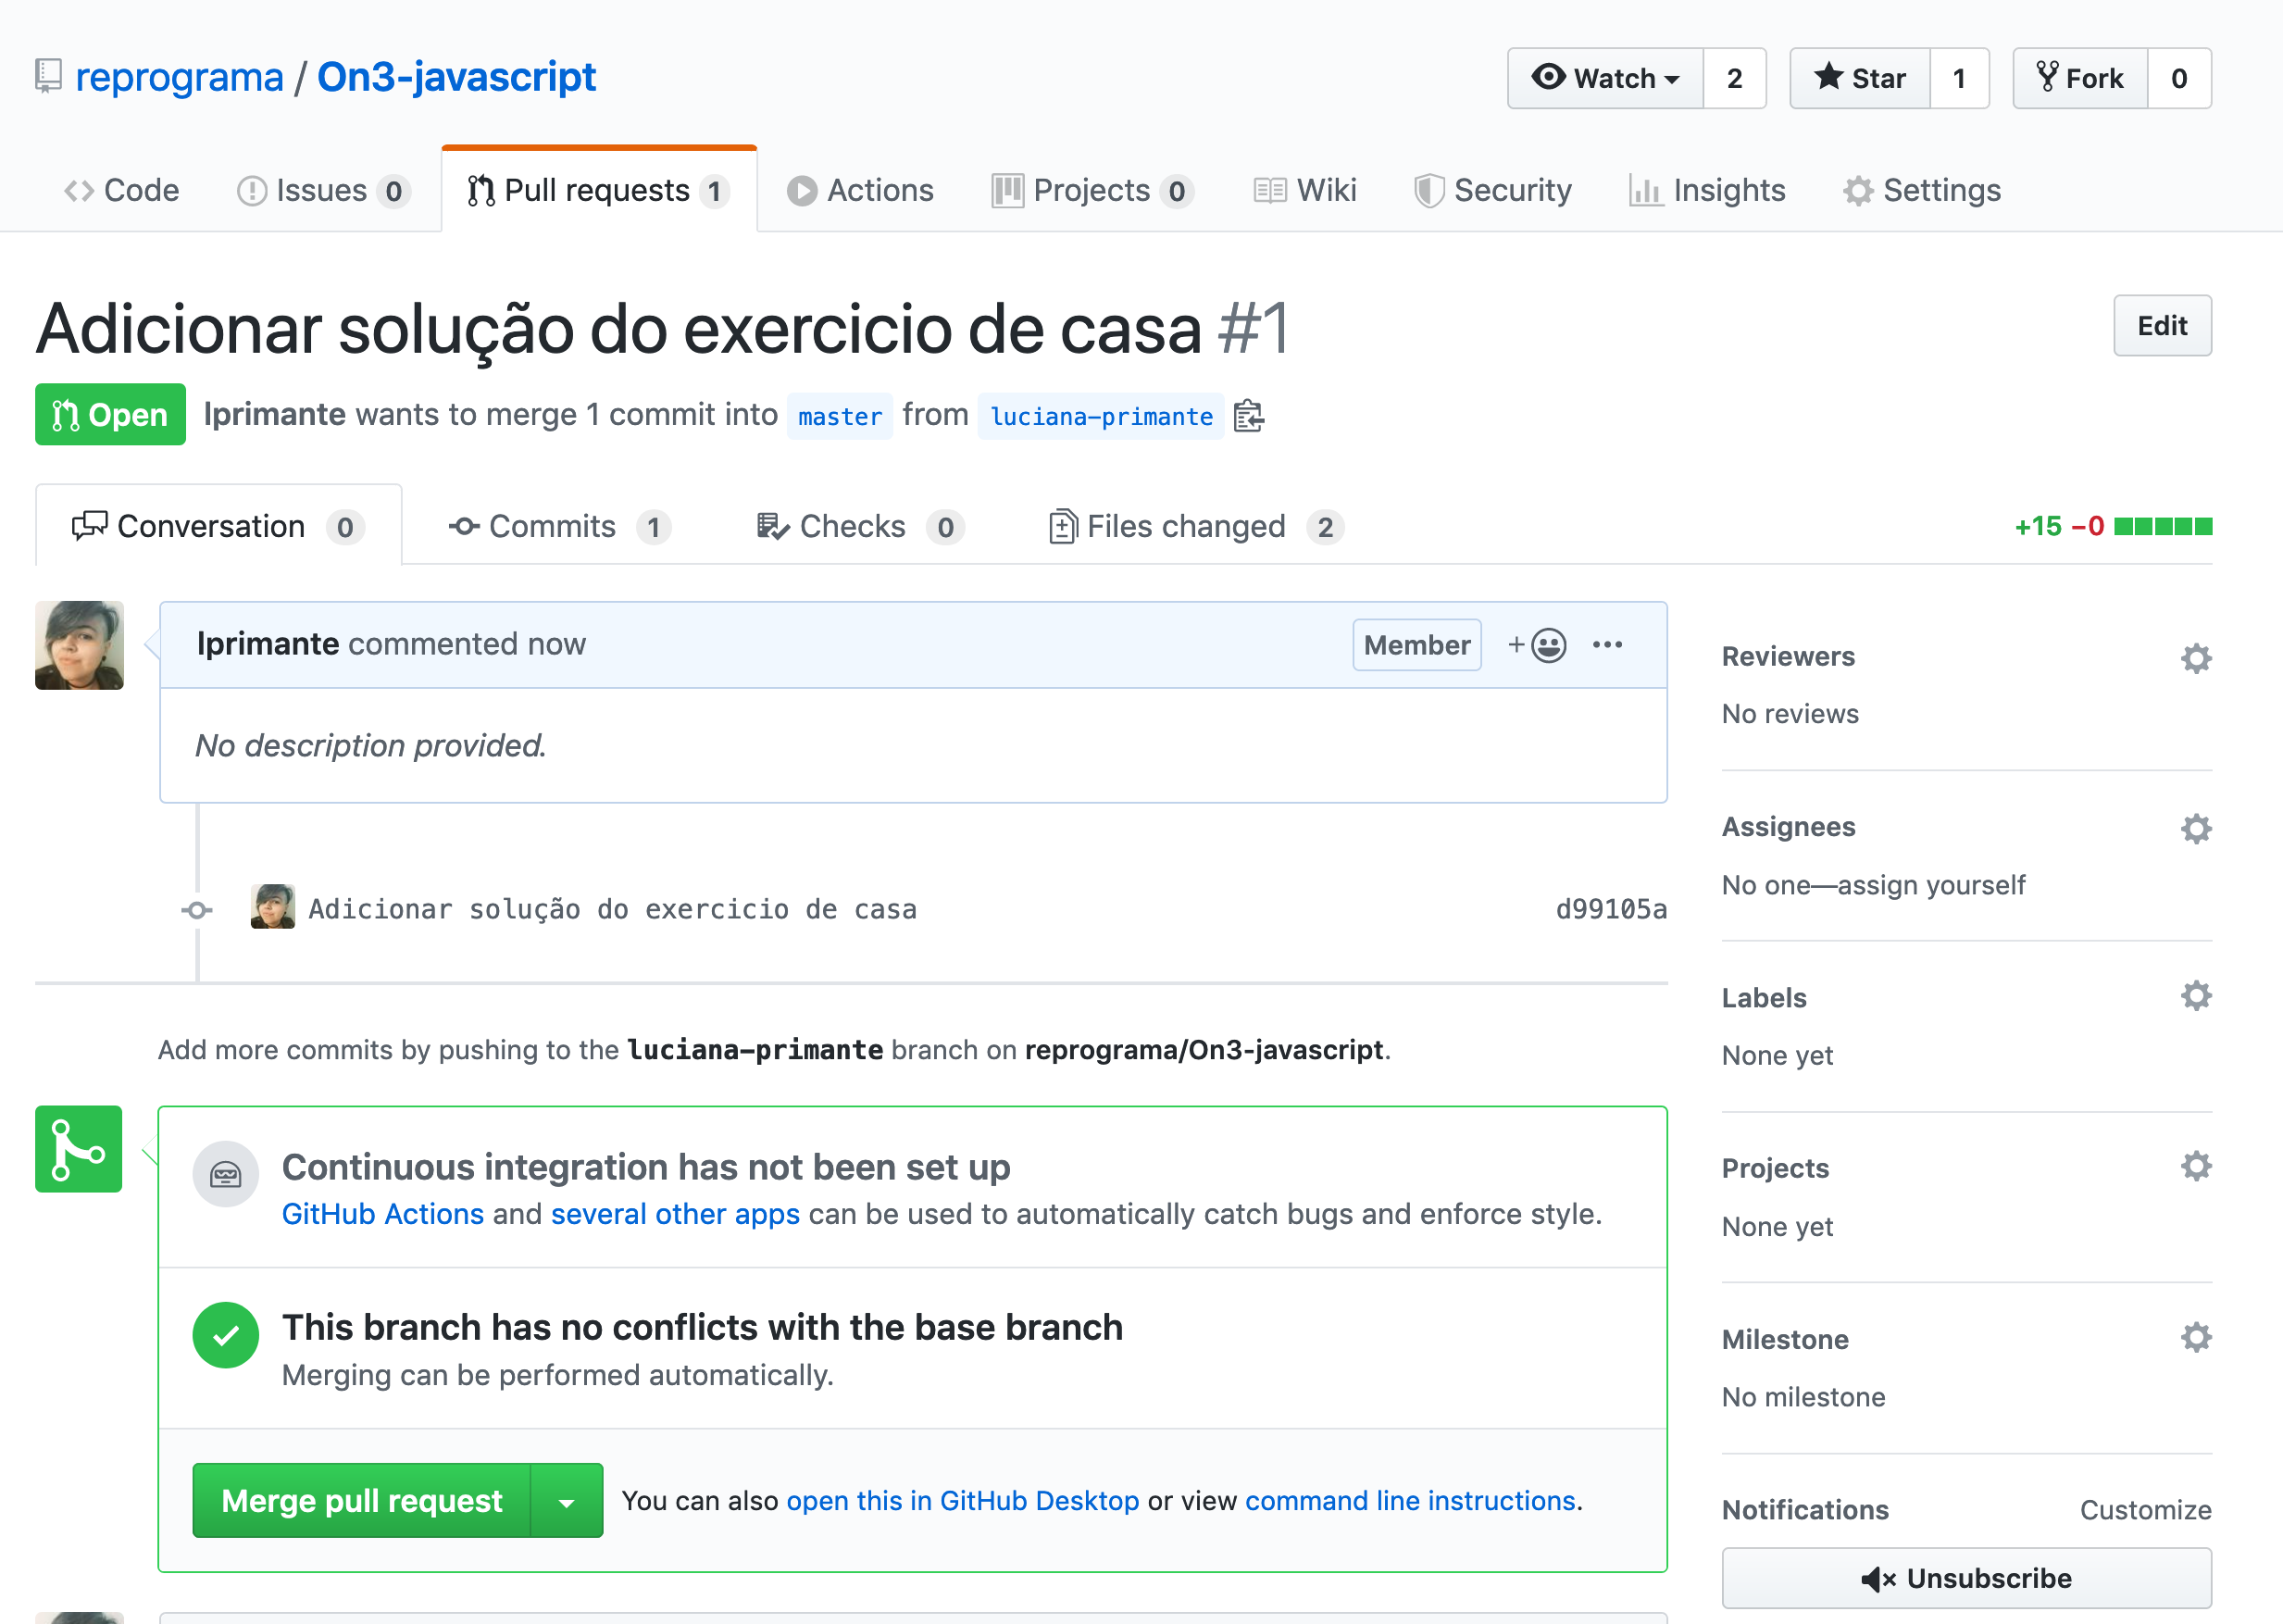 reprograma / On3-javascript
Watch 2 Star 1 Fork 0
Code Issues 0 Pull requests 1 Actions Projects 0 Wiki Security Insights Settings
Adicionar solução do exercicio de casa #1
Edit
Open lprimante wants to merge 1 commit into master from luciana-primante
Conversation 0 Commits 1 Checks 0 Files changed 2 +15 −0
lprimante commented now Member +
No description provided.
Adicionar solução do exercicio de casa d99105a
Add more commits by pushing to the luciana-primante branch on reprograma/On3-javascript.
Continuous integration has not been set up
GitHub Actions and several other apps can be used to automatically catch bugs and enforce style.
This branch has no conflicts with the base branch
Merging can be performed automatically.
Merge pull request You can also open this in GitHub Desktop or view command line instructions.
Reviewers
No reviews
Assignees
No one—assign yourself
Labels
None yet
Projects
None yet
Milestone
No milestone
Notifications Customize
Unsubscribe